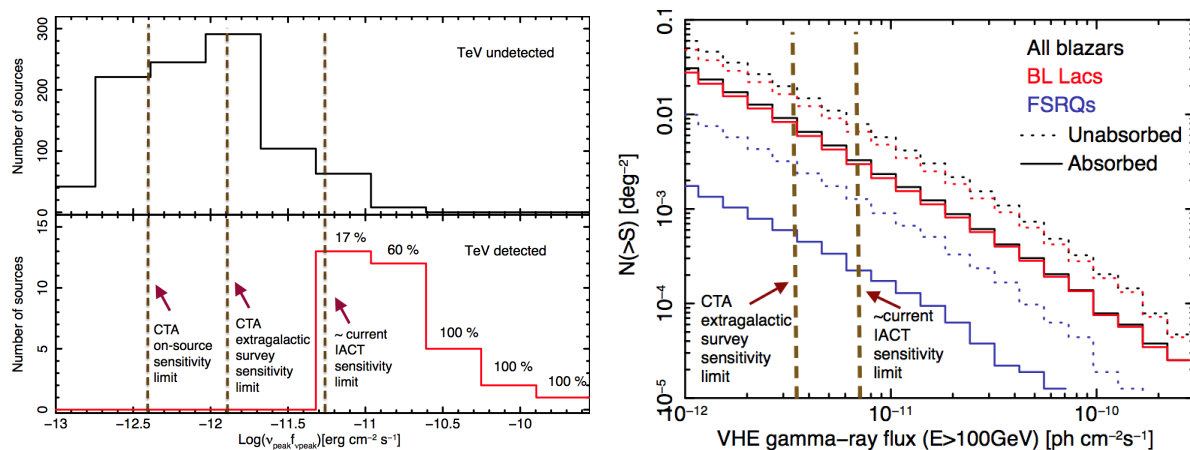 300
200
100
0
Number of sources
TeV undetected
15
10
5
0
Number of sources
TeV detected
17 %
60 %
100 %
100 %
100 %
CTA
on-source
sensitivity
limit
CTA
extragalactic
survey
sensitivity
limit
~ current
IACT
sensitivity
limit
-13
-12.5
-12
-11.5
-11
-10.5
-10
Log(νpeakfνpeak)[erg cm−2 s−1]
0.1
0.01
10−3
10−4
10−5
N(>S) [deg−2]
All blazars
BL Lacs
FSRQs
Unabsorbed
Absorbed
CTA
extragalactic
survey
sensitivity
limit
~current
IACT
sensitivity
limit
10−12
10−11
10−10
VHE gamma−ray flux (E>100GeV) [ph cm−2s−1]